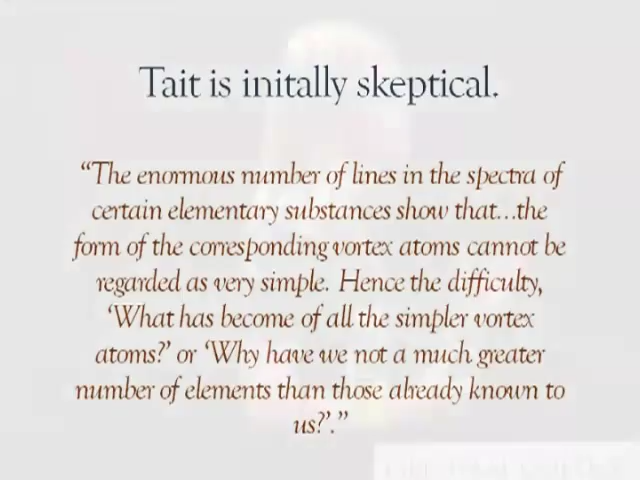 Tait is initally skeptical.
“The enormous number of lines in the spectra of
certain elementary substances show that...the
form of the corresponding vortex atoms cannot be
regarded as very simple. Hence the difficulty,
‘What has become of all the simpler vortex
atoms?’ or ‘Why have we not a much greater
number of elements than those already known to
us?’.”